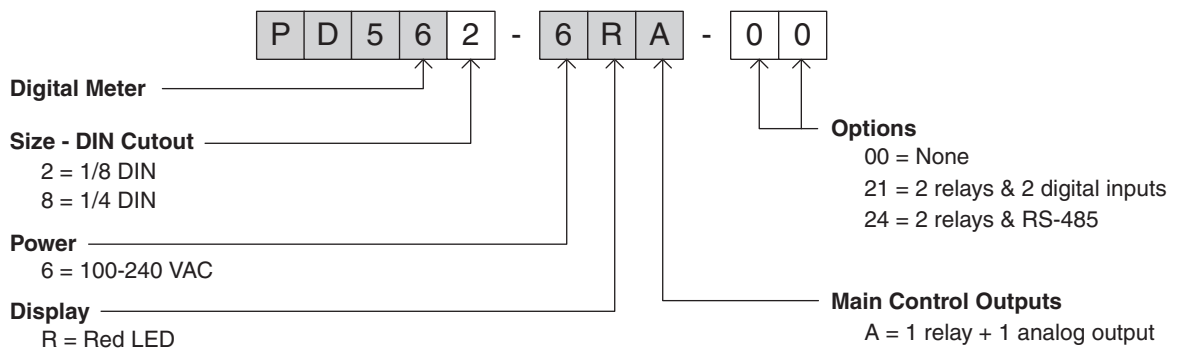 P D 5 6 2 - 6 R A - 0 0
Digital Meter
Size - DIN Cutout
2 = 1/8 DIN
8 = 1/4 DIN
Power
6 = 100-240 VAC
Display
R = Red LED
Options
00 = None
21 = 2 relays & 2 digital inputs
24 = 2 relays & RS-485
Main Control Outputs
A = 1 relay + 1 analog output